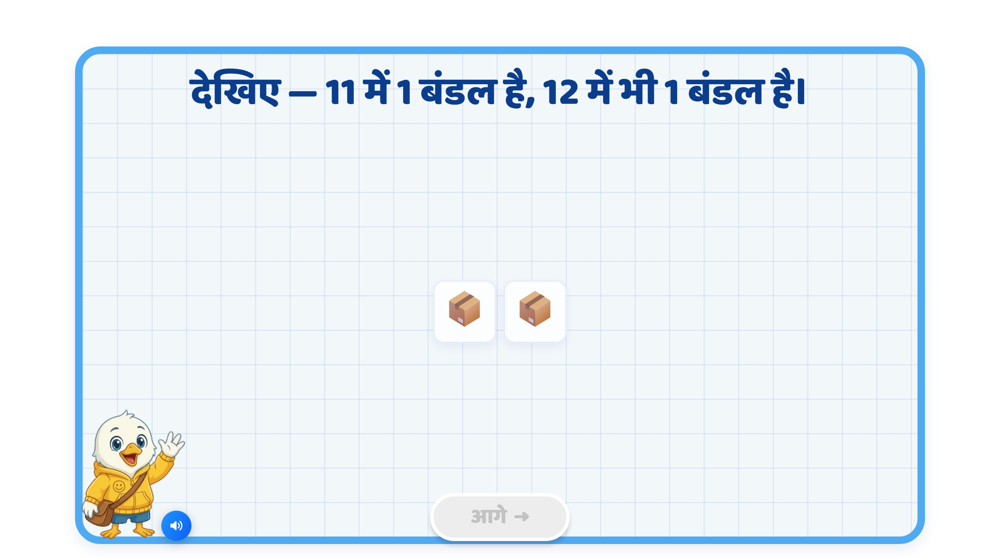 देखिए – 11 में 1 बंडल है, 12 में भी 1 बंडल है।
आगे →